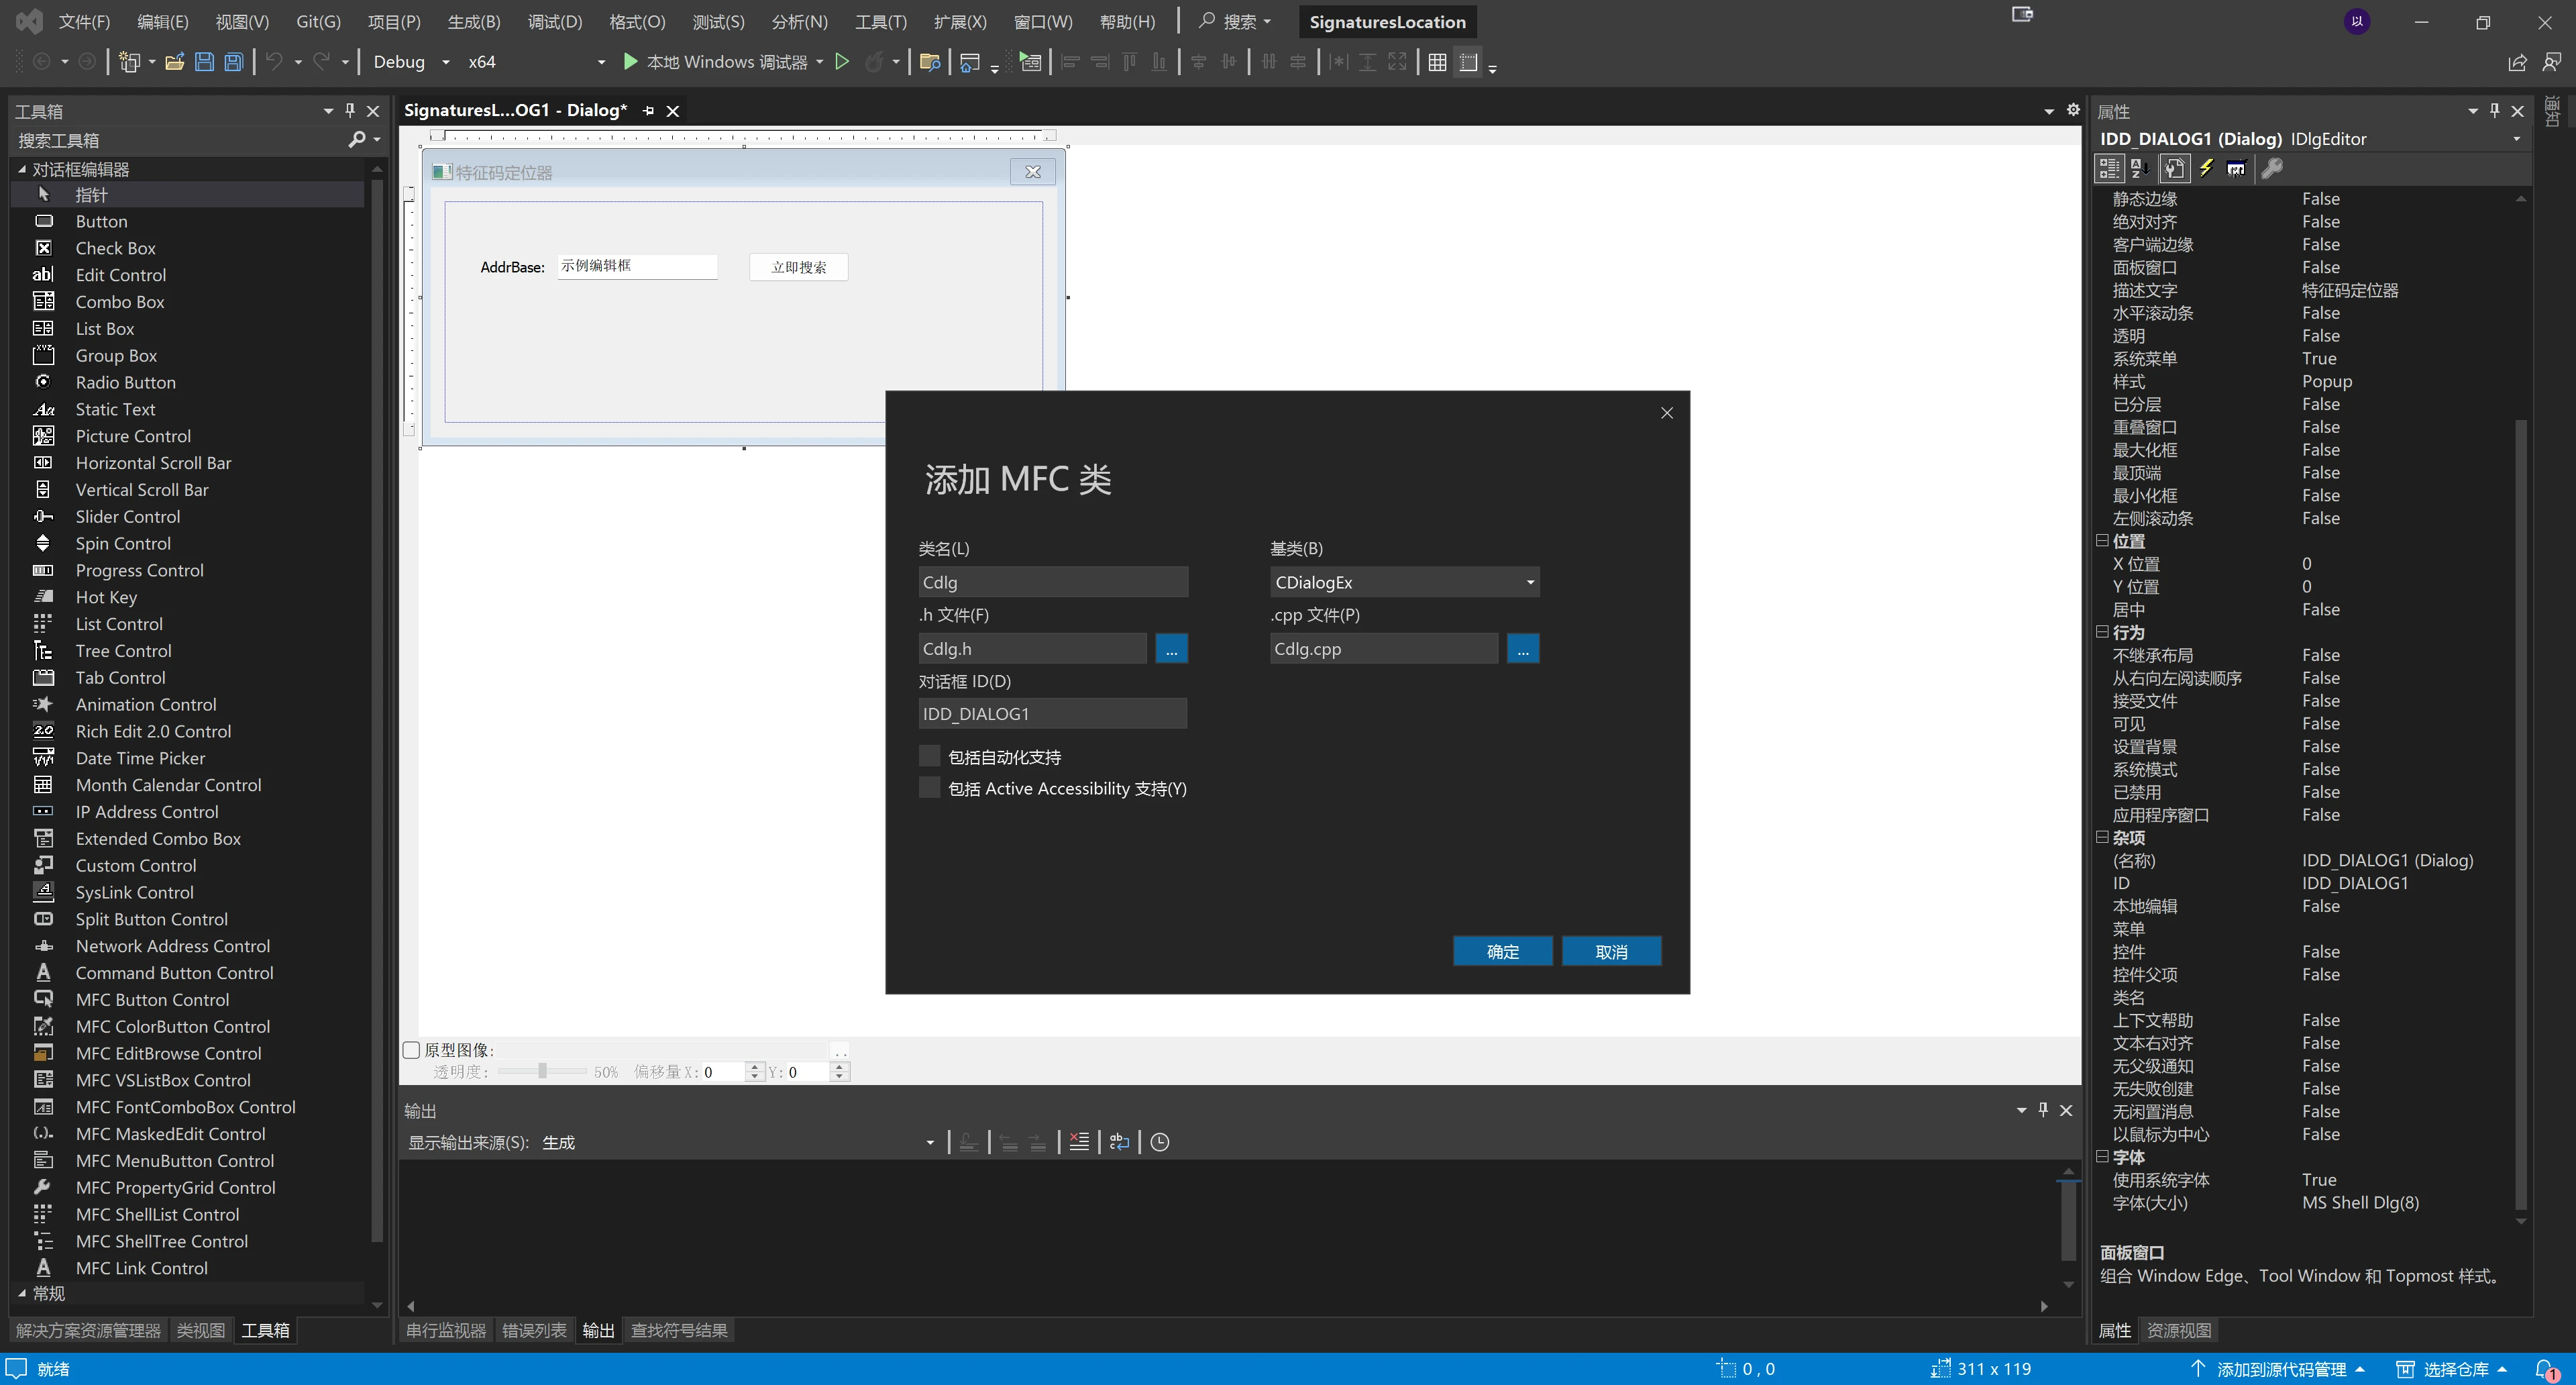 文件(F) 编辑(E) 视图(V) Git(G) 项目(P) 生成(B) 调试(D) 格式(O) 测试(S) 分析(N) 工具(T) 扩展(X) 窗口(W) 帮助(H) 搜索 SignaturesLocation 以
Debug x64 本地 Windows 调试器
工具箱
搜索工具箱
对话框编辑器
指针
Button
Check Box
Edit Control
Combo Box
List Box
Group Box
Radio Button
Static Text
Picture Control
Horizontal Scroll Bar
Vertical Scroll Bar
Slider Control
Spin Control
Progress Control
Hot Key
List Control
Tree Control
Tab Control
Animation Control
Rich Edit 2.0 Control
Date Time Picker
Month Calendar Control
IP Address Control
Extended Combo Box
Custom Control
SysLink Control
Split Button Control
Network Address Control
Command Button Control
MFC Button Control
MFC ColorButton Control
MFC EditBrowse Control
MFC VSListBox Control
MFC FontComboBox Control
MFC MaskedEdit Control
MFC MenuButton Control
MFC PropertyGrid Control
MFC ShellList Control
MFC ShellTree Control
MFC Link Control
常规
解决方案资源管理器 类视图 工具箱
SignaturesL...OG1 - Dialog*
特征码定位器
AddrBase: 示例编辑框 立即搜索
添加 MFC 类
类名(L) 基类(B)
Cdlg CDialogEx
.h 文件(F) .cpp 文件(P)
Cdlg.h ... Cdlg.cpp ...
对话框 ID(D)
IDD_DIALOG1
包括自动化支持
包括 Active Accessibility 支持(Y)
确定 取消
原型图像: ..
透明度: 50% 偏移量 X: 0 Y: 0
输出
显示输出来源(S): 生成
串行监视器 错误列表 输出 查找符号结果
属性
IDD_DIALOG1 (Dialog) IDlgEditor
静态边缘 False
绝对对齐 False
客户端边缘 False
面板窗口 False
描述文字 特征码定位器
水平滚动条 False
透明 False
系统菜单 True
样式 Popup
已分层 False
重叠窗口 False
最大化框 False
最顶端 False
最小化框 False
左侧滚动条 False
位置
X 位置 0
Y 位置 0
居中 False
行为
不继承布局 False
从右向左阅读顺序 False
接受文件 False
可见 False
设置背景 False
系统模式 False
已禁用 False
应用程序窗口 False
杂项
(名称) IDD_DIALOG1 (Dialog)
ID IDD_DIALOG1
本地编辑 False
菜单
控件 False
控件父项 False
类名
上下文帮助 False
文本右对齐 False
无父级通知 False
无失败创建 False
无闲置消息 False
以鼠标为中心 False
字体
使用系统字体 True
字体(大小) MS Shell Dlg(8)
面板窗口
组合 Window Edge、Tool Window 和 Topmost 样式。
属性 资源视图
通知
就绪 0 , 0 311 x 119 添加到源代码管理 选择仓库 1